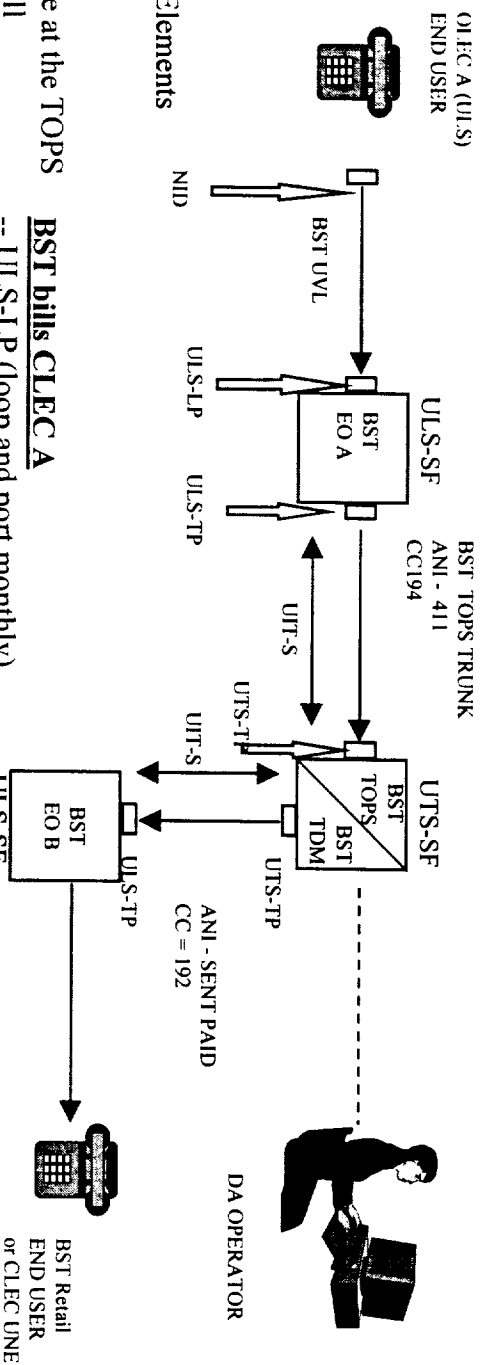 OLEC A (ULS)
END USER
Elements
e at the TOPS
ll
NID
BST UVL
ULS-LP
ULS-SF
BST
EO A
ULS-TP
BST TOPS TRUNK
ANI - 411
CC194
UIT-S
UTS-SF
UTS-T
BST
TOPS
BST
TDM
UTS-TP
UIT-S
ULS-TP
BST
EO B
ULS-SF
ANI - SENT PAID
CC = 192
DA OPERATOR
BST Retail
END USER
or CLEC UNE
BST bills CLEC A
-- ULS-LP (loop and port monthly)